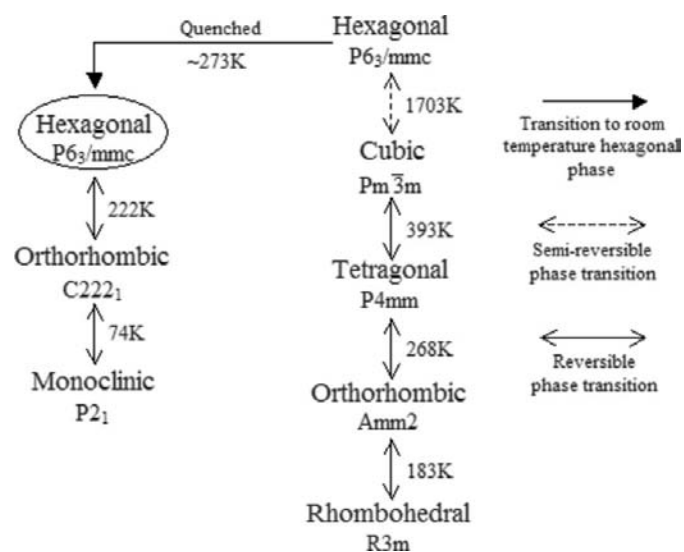 Quenched
~273K
Hexagonal
P6₃/mmc
Hexagonal
P6₃/mmc
222K
Orthorhombic
C222₁
74K
Monoclinic
P2₁
1703K
Cubic
Pm3̅m
393K
Tetragonal
P4mm
268K
Orthorhombic
Amm2
183K
Rhombohedral
R3m
Transition to room
temperature hexagonal
phase
Semi-reversible
phase transition
Reversible
phase transition